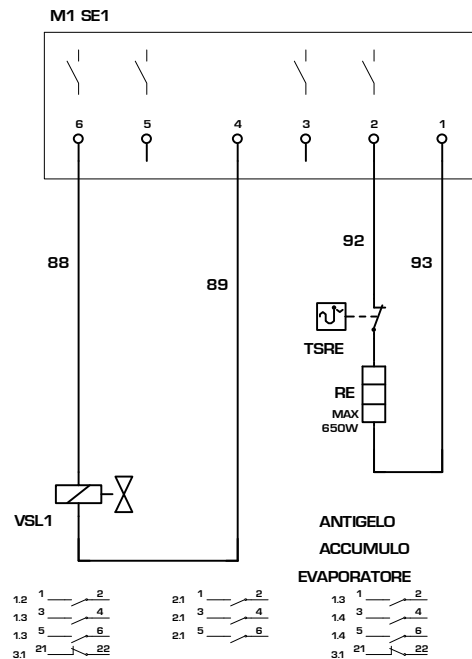 M1 SE1
6 5 4 3 2 1
88
89
92
93
TSRE
RE
MAX
650W
VSL1
ANTIGELO
ACCUMULO
EVAPORATORE
1.2 1 2
1.3 3 4
1.3 5 6
3.1 21 22
2.1 1 2
2.1 3 4
2.1 5 6
1.3 1 2
1.4 3 4
1.4 5 6
3.1 21 22